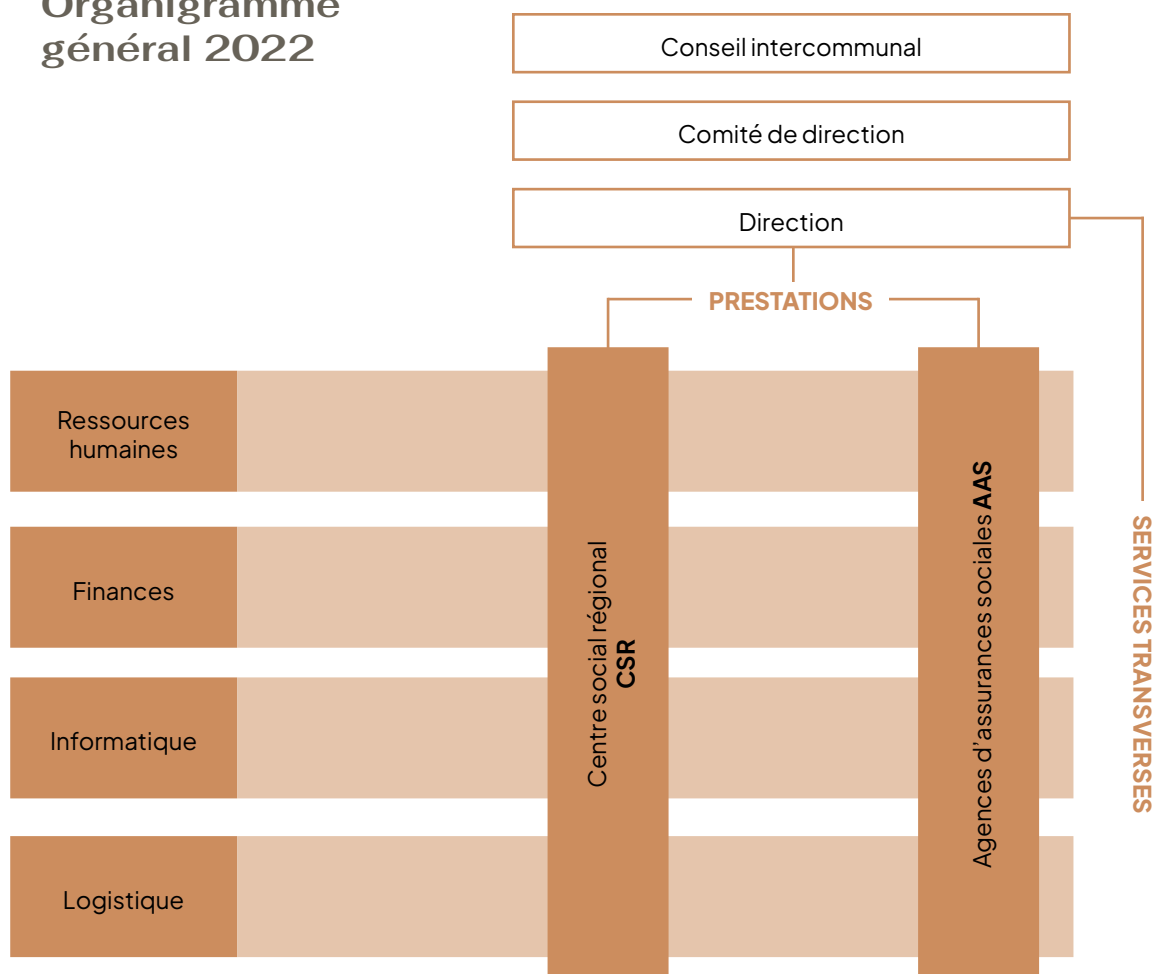 Organigramme
général 2022
Conseil intercommunal
Comité de direction
Direction
PRESTATIONS
Ressources
humaines
Finances
Informatique
Logistique
Centre social régional
CSR
Agences d’assurances sociales AAS
SERVICES TRANSVERSES